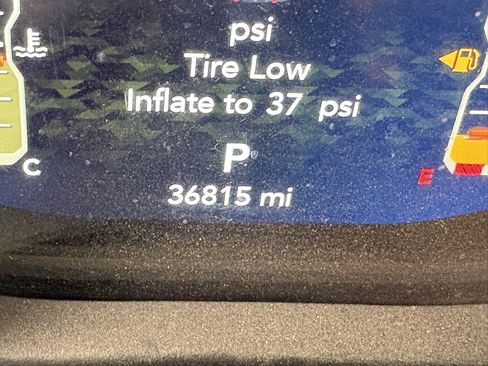 psi
Tire Low
Inflate to 37 psi
P
C
E
36815 mi